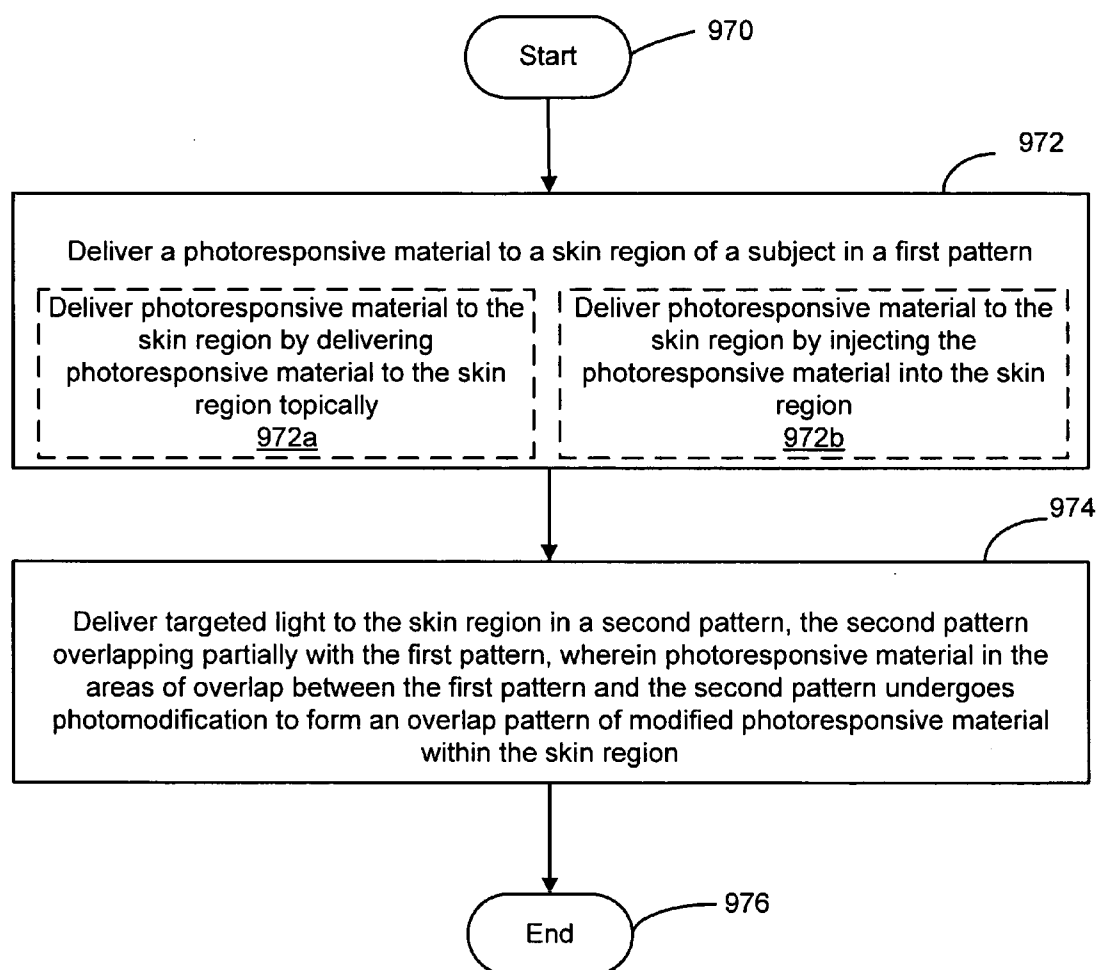 970
Start
972
Deliver a photoresponsive material to a skin region of a subject in a first pattern
Deliver photoresponsive material to the
skin region by delivering
photoresponsive material to the skin
region topically
972a
Deliver photoresponsive material to the
skin region by injecting the
photoresponsive material into the skin
region
972b
974
Deliver targeted light to the skin region in a second pattern, the second pattern
overlapping partially with the first pattern, wherein photoresponsive material in the
areas of overlap between the first pattern and the second pattern undergoes
photomodification to form an overlap pattern of modified photoresponsive material
within the skin region
976
End